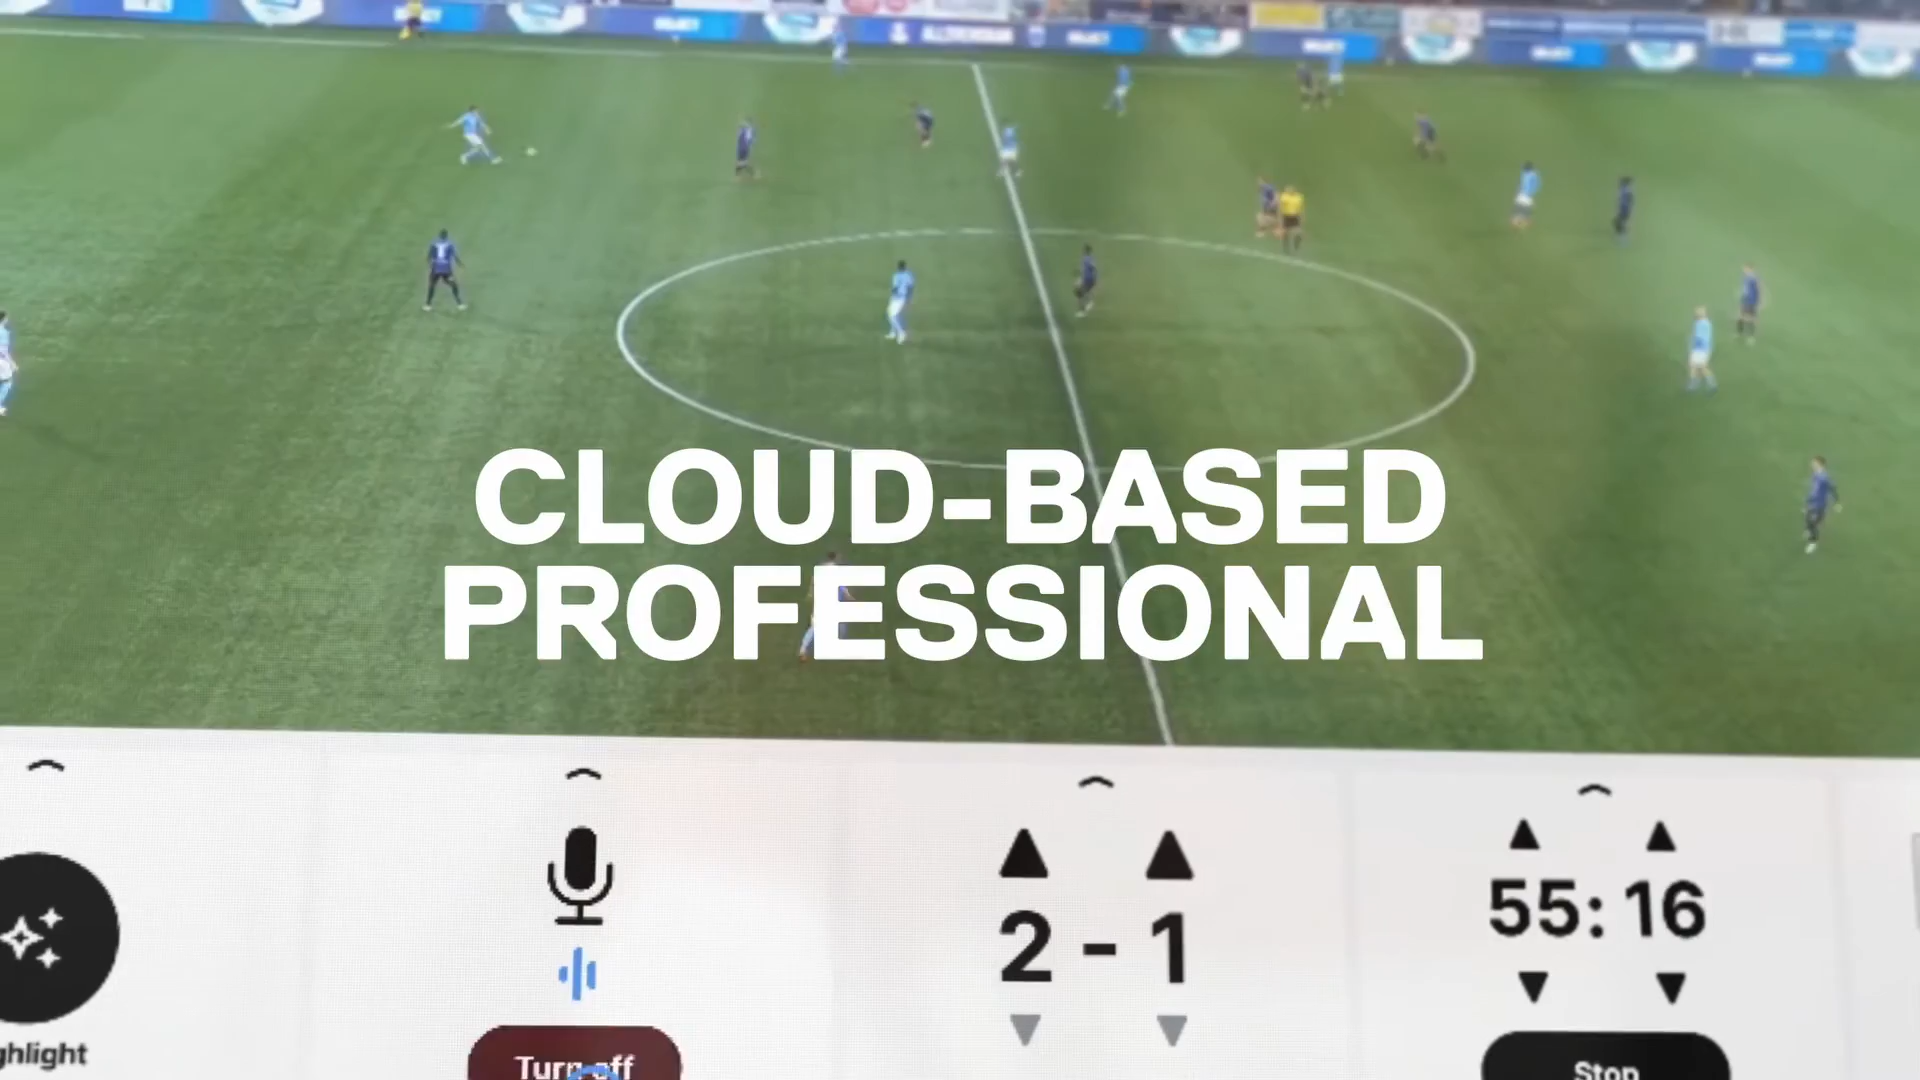 CLOUD-BASED
PROFESSIONAL
2 - 1
55: 16
ghlight
Turn off
Stop